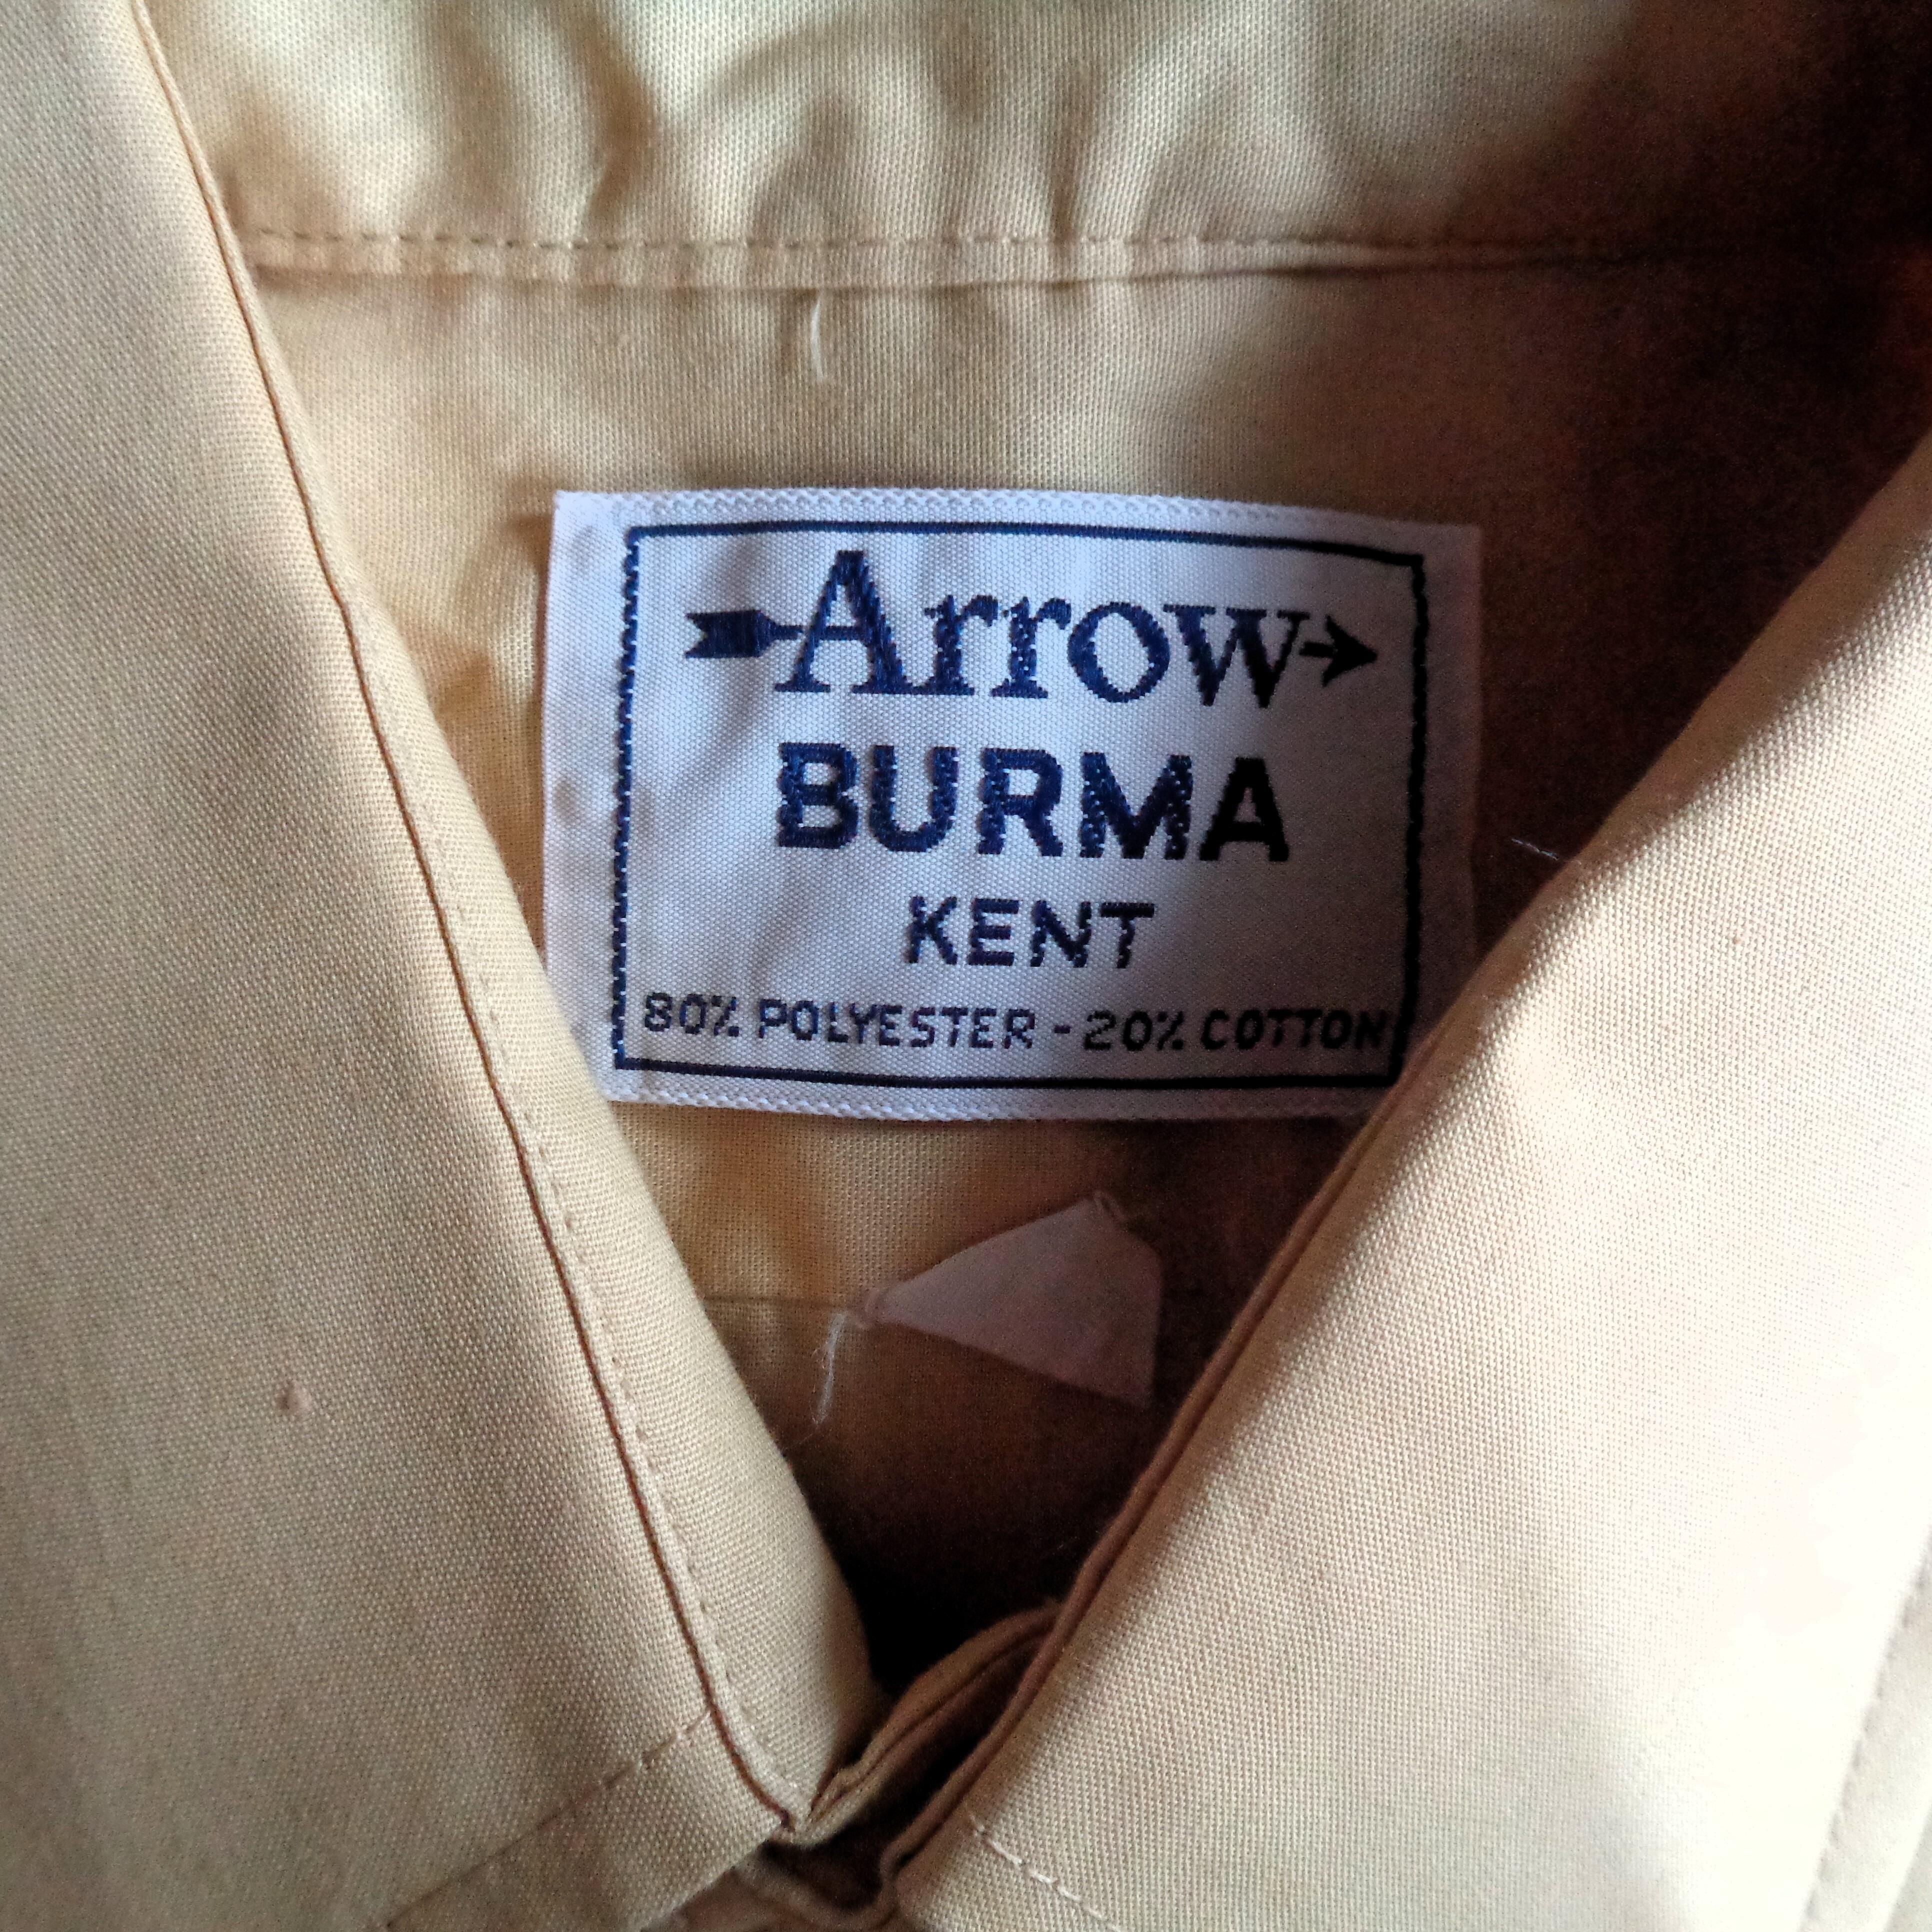 Arrow
BURMA
KENT
80% POLYESTER - 20% COTTON